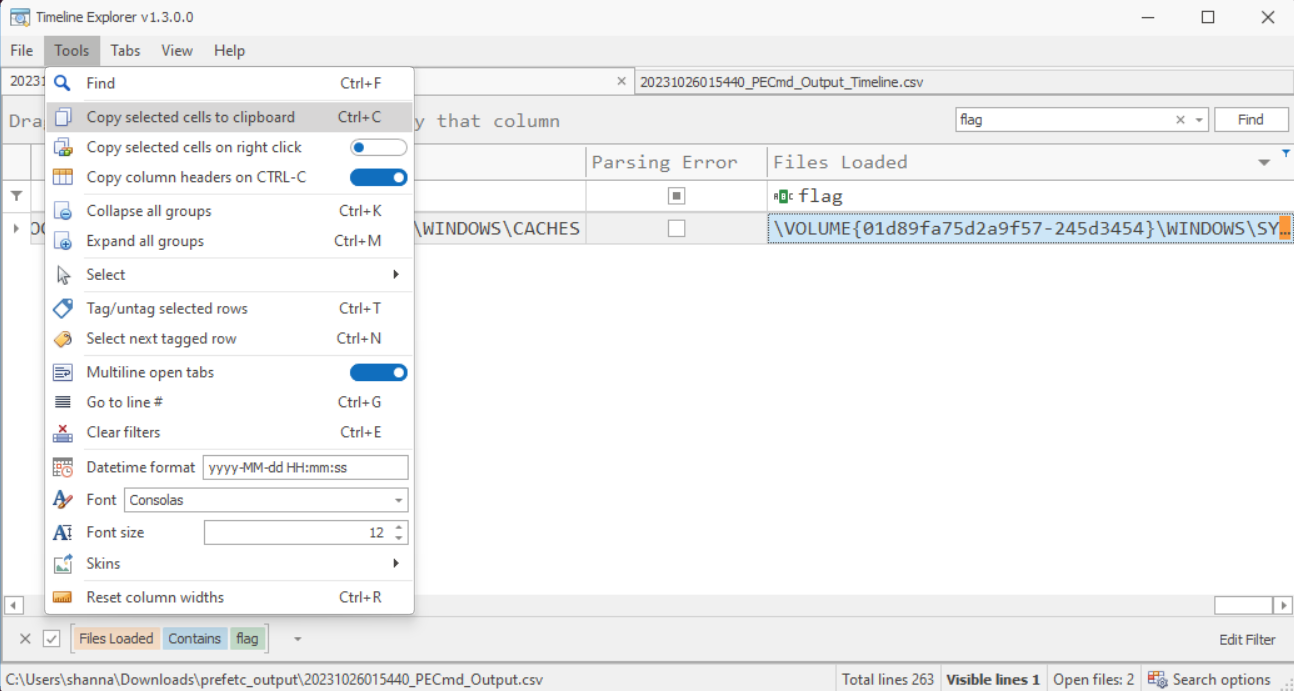 Timeline Explorer v1.3.0.0
File Tools Tabs View Help
20231 20231026015440_PECmd_Output_Timeline.csv
Find Ctrl+F
Copy selected cells to clipboard Ctrl+C
Copy selected cells on right click
Copy column headers on CTRL-C
Collapse all groups Ctrl+K
Expand all groups Ctrl+M
Select
Tag/untag selected rows Ctrl+T
Select next tagged row Ctrl+N
Multiline open tabs
Go to line # Ctrl+G
Clear filters Ctrl+E
Datetime format yyyy-MM-dd HH:mm:ss
Font Consolas
Font size 12
Skins
Reset column widths Ctrl+R
Drag y that column flag Find
Parsing Error Files Loaded
flag
\WINDOWS\CACHES \VOLUME{01d89fa75d2a9f57-245d3454}\WINDOWS\SY…
Files Loaded Contains flag Edit Filter
C:\Users\shanna\Downloads\prefetc_output\20231026015440_PECmd_Output.csv Total lines 263 Visible lines 1 Open files: 2 Search options